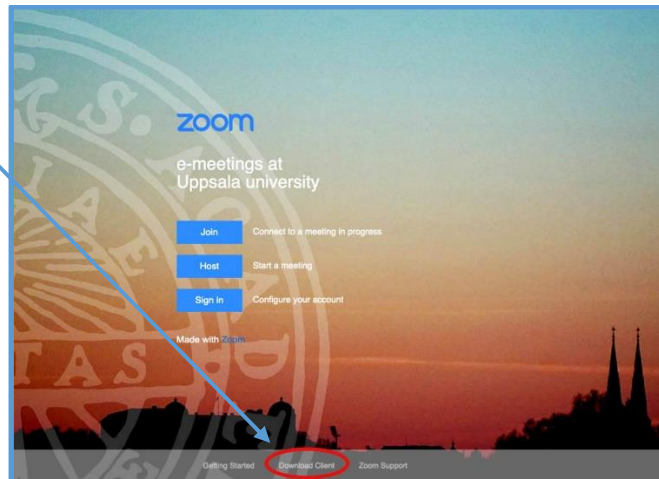 zoom
e-meetings at
Uppsala university
Join Connect to a meeting in progress
Host Start a meeting
Sign in Configure your account
Made with Zoom
Getting Started Download Client Zoom Support